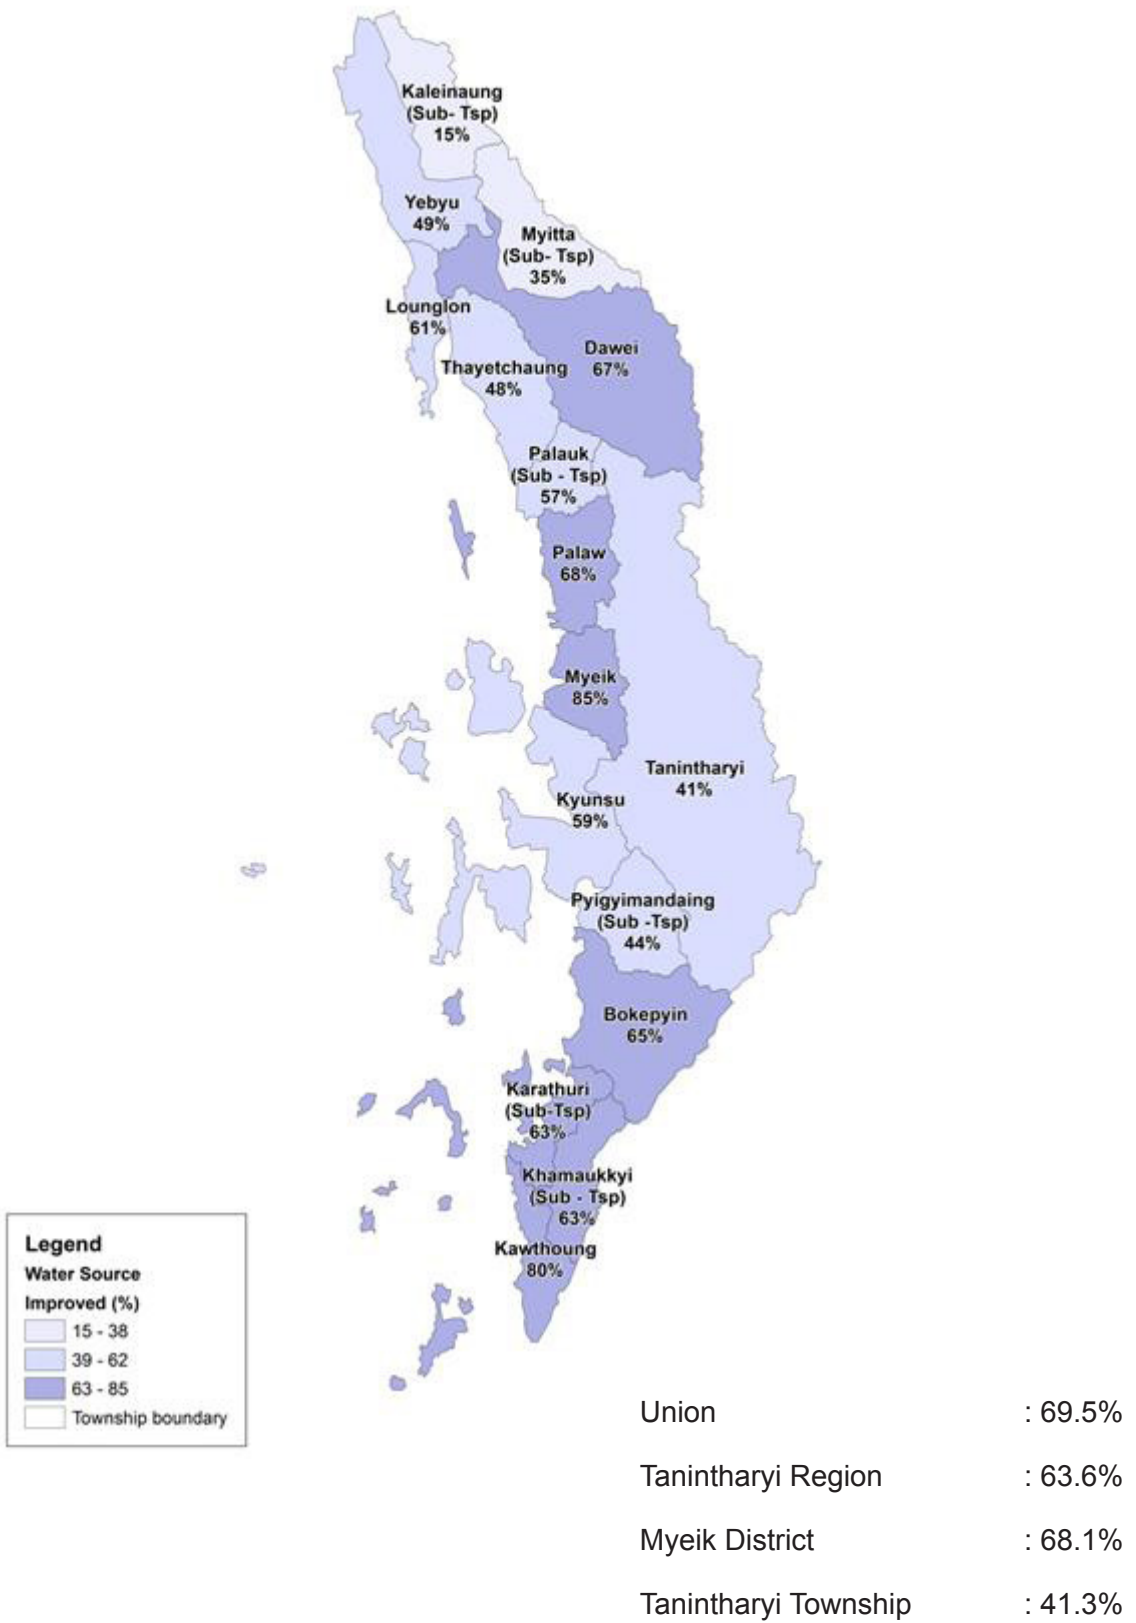 Kaleinaung
(Sub- Tsp)
15%
Yebyu
49%
Myitta
(Sub- Tsp)
35%
Lounglon
61%
Dawei
67%
Thayetchaung
48%
Palauk
(Sub - Tsp)
57%
Palaw
68%
Myeik
85%
Tanintharyi
41%
Kyunsu
59%
Pyigyimandaing
(Sub -Tsp)
44%
Bokepyin
65%
Karathuri
(Sub-Tsp)
63%
Khamaukkyi
(Sub - Tsp)
63%
Kawthoung
80%
Legend
Water Source
Improved (%)
15 - 38
39 - 62
63 - 85
Township boundary
Union : 69.5%
Tanintharyi Region : 63.6%
Myeik District : 68.1%
Tanintharyi Township : 41.3%